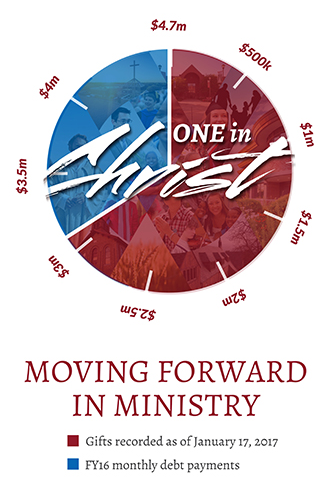 $4.7m
$500k
$1m
$1.5m
$2m
$2.5m
$3m
$3.5m
$4m
ONE in
Christ
MOVING FORWARD
IN MINISTRY
Gifts recorded as of January 17, 2017
FY16 monthly debt payments